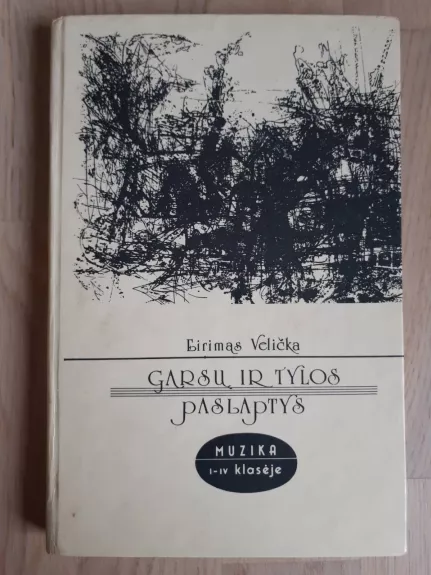 Eirimas Velička
GARSŲ IR TYLOS
PASLAPTYS
MUZIKA
I-IV klasėje